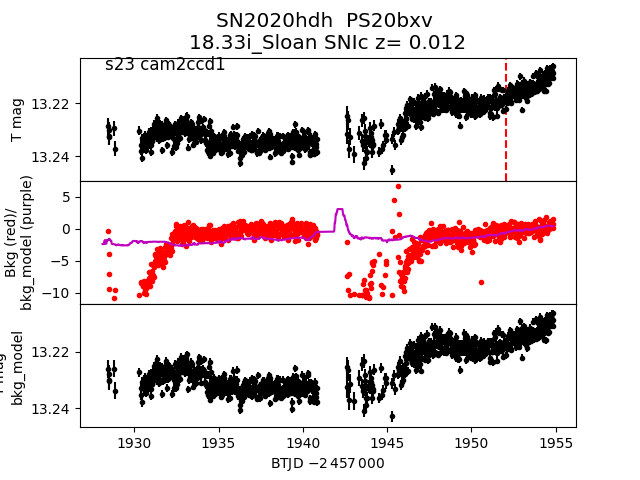 SN2020hdh PS20bxv
18.33i_Sloan SNIc z= 0.012
s23 cam2ccd1
T mag
13.22
13.24
Bkg (red)/
bkg_model (purple)
5
0
−5
−10
mag
bkg_model
13.22
13.24
1930
1935
1940
1945
1950
1955
BTJD −2 457 000